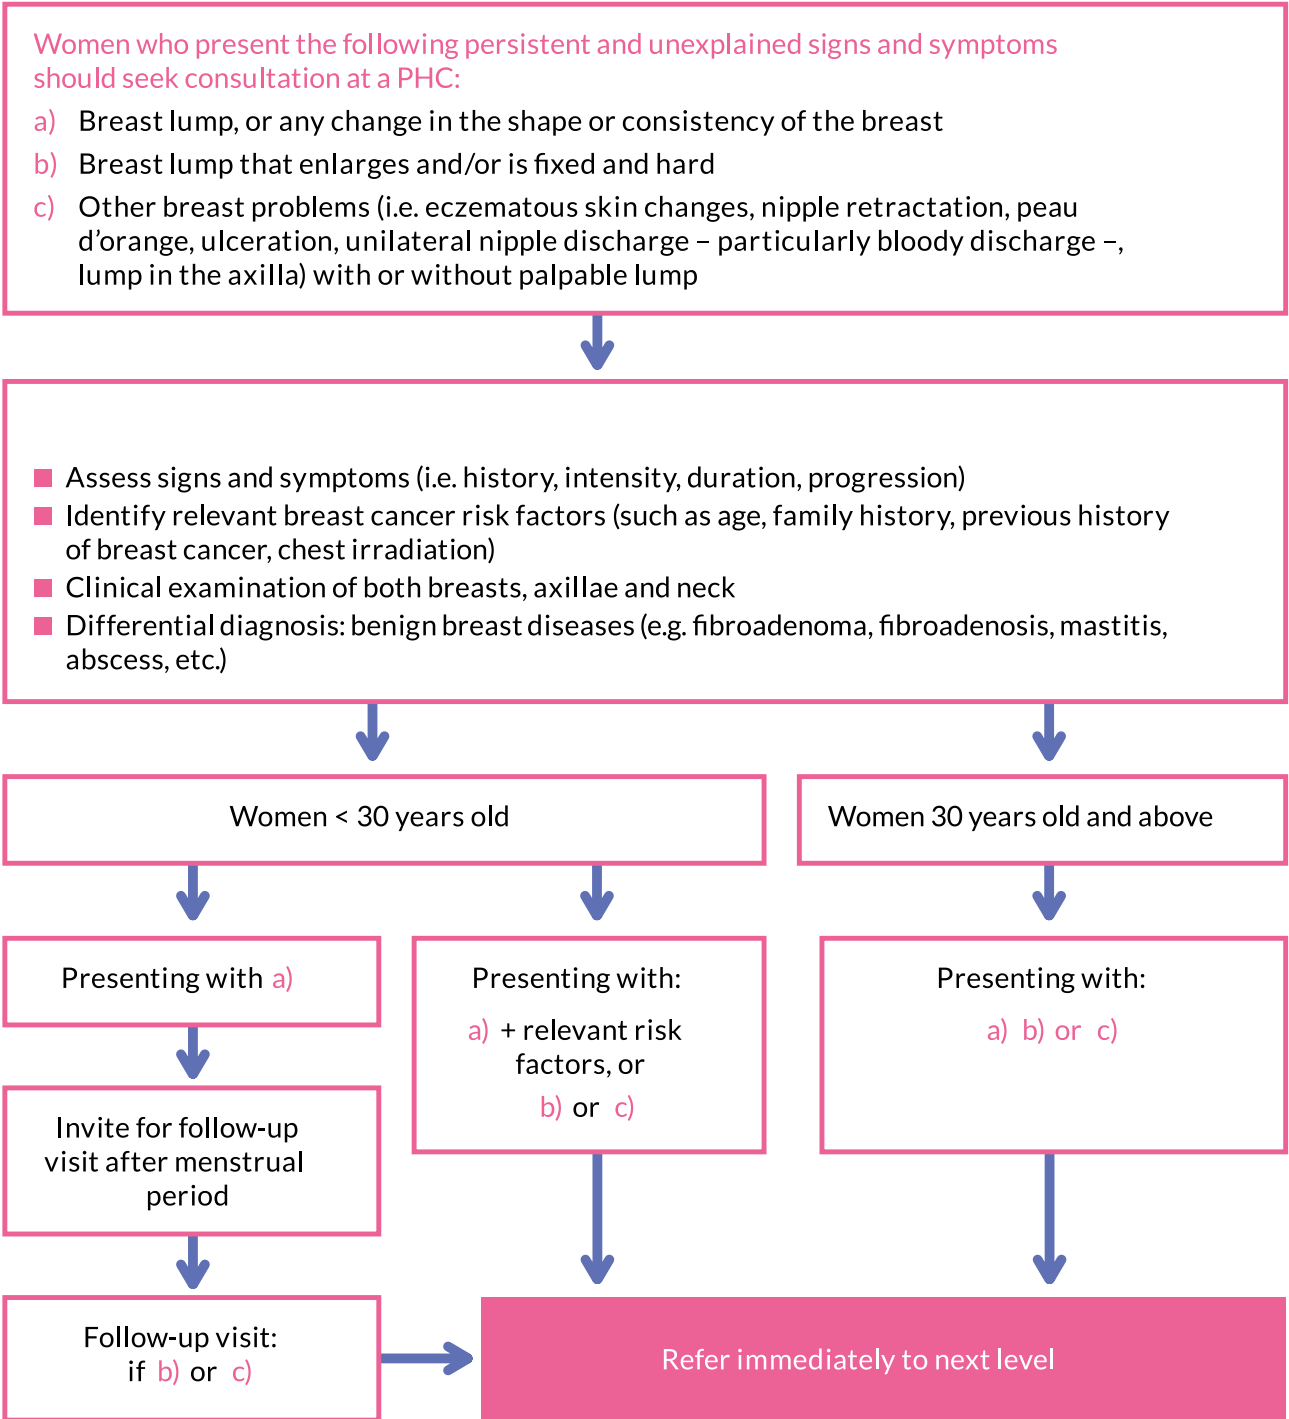 Women who present the following persistent and unexplained signs and symptoms
should seek consultation at a PHC:
a) Breast lump, or any change in the shape or consistency of the breast
b) Breast lump that enlarges and/or is fixed and hard
c) Other breast problems (i.e. eczematous skin changes, nipple retractation, peau
d’orange, ulceration, unilateral nipple discharge – particularly bloody discharge –,
lump in the axilla) with or without palpable lump
Assess signs and symptoms (i.e. history, intensity, duration, progression)
Identify relevant breast cancer risk factors (such as age, family history, previous history
of breast cancer, chest irradiation)
Clinical examination of both breasts, axillae and neck
Differential diagnosis: benign breast diseases (e.g. fibroadenoma, fibroadenosis, mastitis,
abscess, etc.)
Women < 30 years old
Women 30 years old and above
Presenting with a)
Invite for follow-up
visit after menstrual
period
Follow-up visit:
if b) or c)
Presenting with:
a) + relevant risk
factors, or
b) or c)
Presenting with:
a) b) or c)
Refer immediately to next level